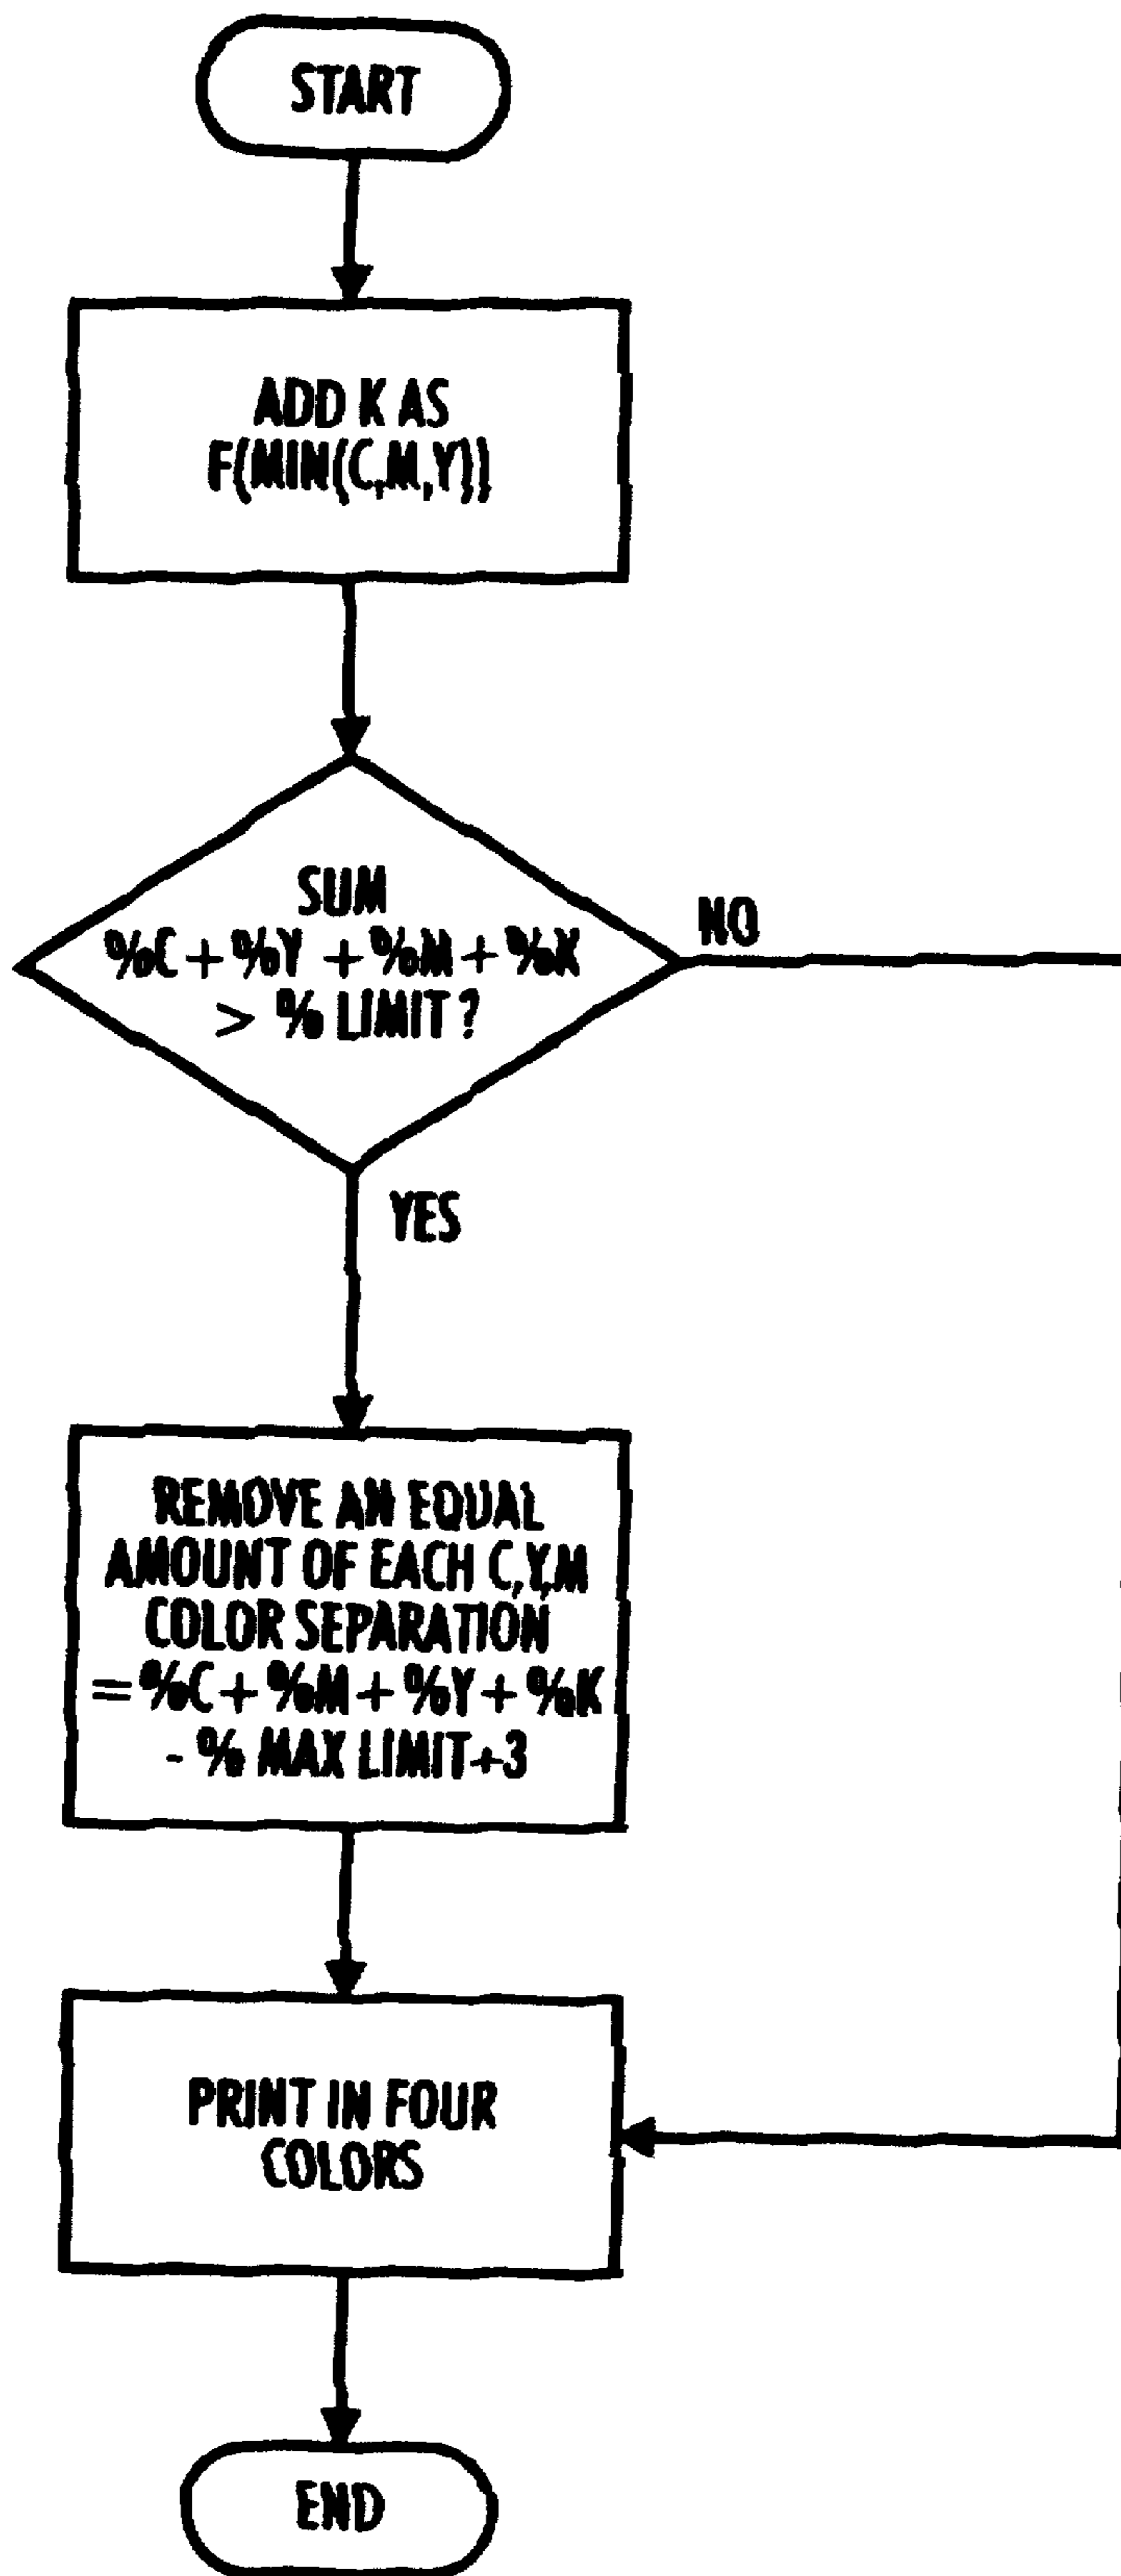 START
ADD K AS
F(MIN(C,M,Y))
SUM
%C + %Y + %M + %K
> % LIMIT ?
NO
YES
REMOVE AN EQUAL
AMOUNT OF EACH C,Y,M
COLOR SEPARATION
= %C + %M + %Y + %K
- % MAX LIMIT+3
PRINT IN FOUR
COLORS
END